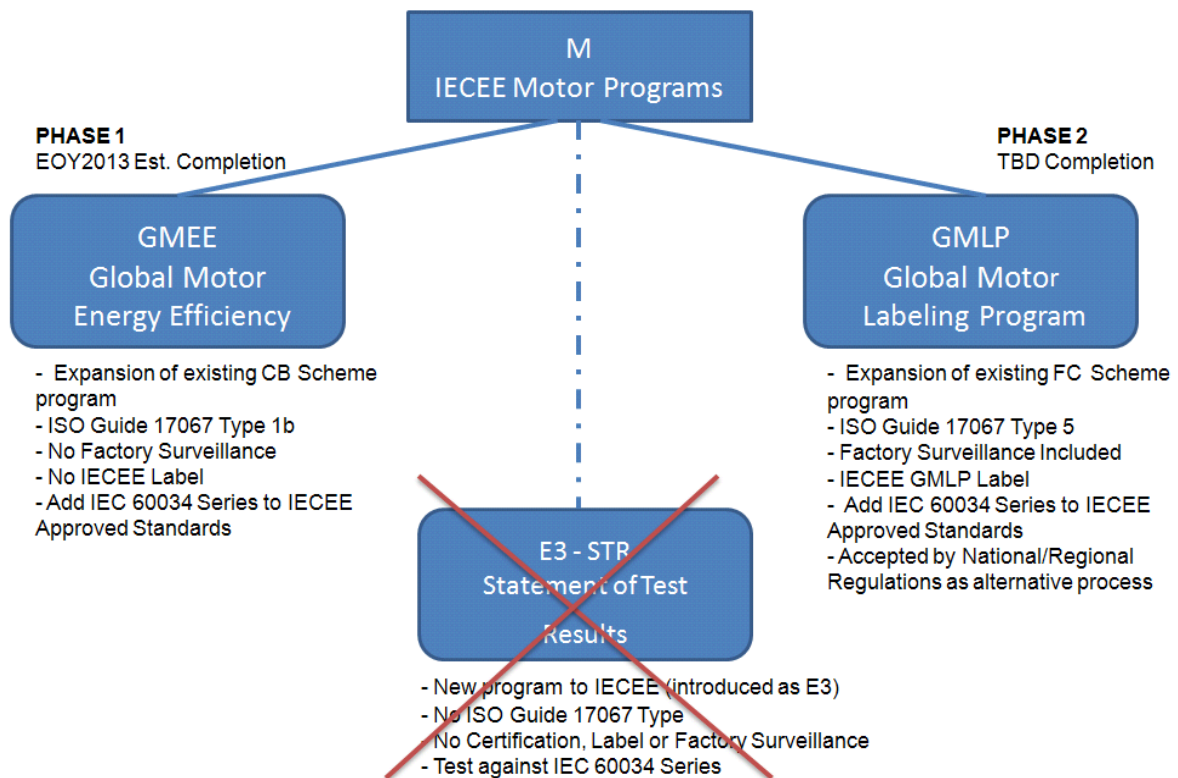 M
IECEE Motor Programs
PHASE 1
EOY2013 Est. Completion
PHASE 2
TBD Completion
GMEE
Global Motor
Energy Efficiency
- Expansion of existing CB Scheme
program
- ISO Guide 17067 Type 1b
- No Factory Surveillance
- No IECEE Label
- Add IEC 60034 Series to IECEE
Approved Standards
GMLP
Global Motor
Labeling Program
- Expansion of existing FC Scheme
program
- ISO Guide 17067 Type 5
- Factory Surveillance Included
- IECEE GMLP Label
- Add IEC 60034 Series to IECEE
Approved Standards
- Accepted by National/Regional
Regulations as alternative process
E3 - STR
Statement of Test
Results
- New program to IECEE (introduced as E3)
- No ISO Guide 17067 Type
- No Certification, Label or Factory Surveillance
- Test against IEC 60034 Series